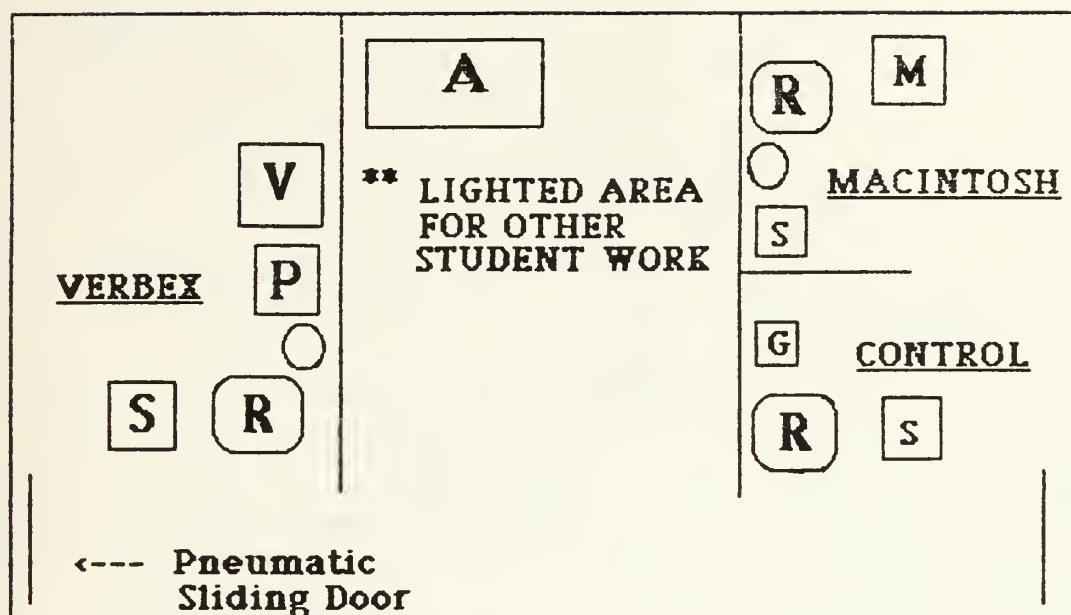 A
M
R
V
** LIGHTED AREA
FOR OTHER
STUDENT WORK
MACINTOSH
S
VERBEX
P
G
CONTROL
S
R
R
S
<--- Pneumatic
Sliding Door